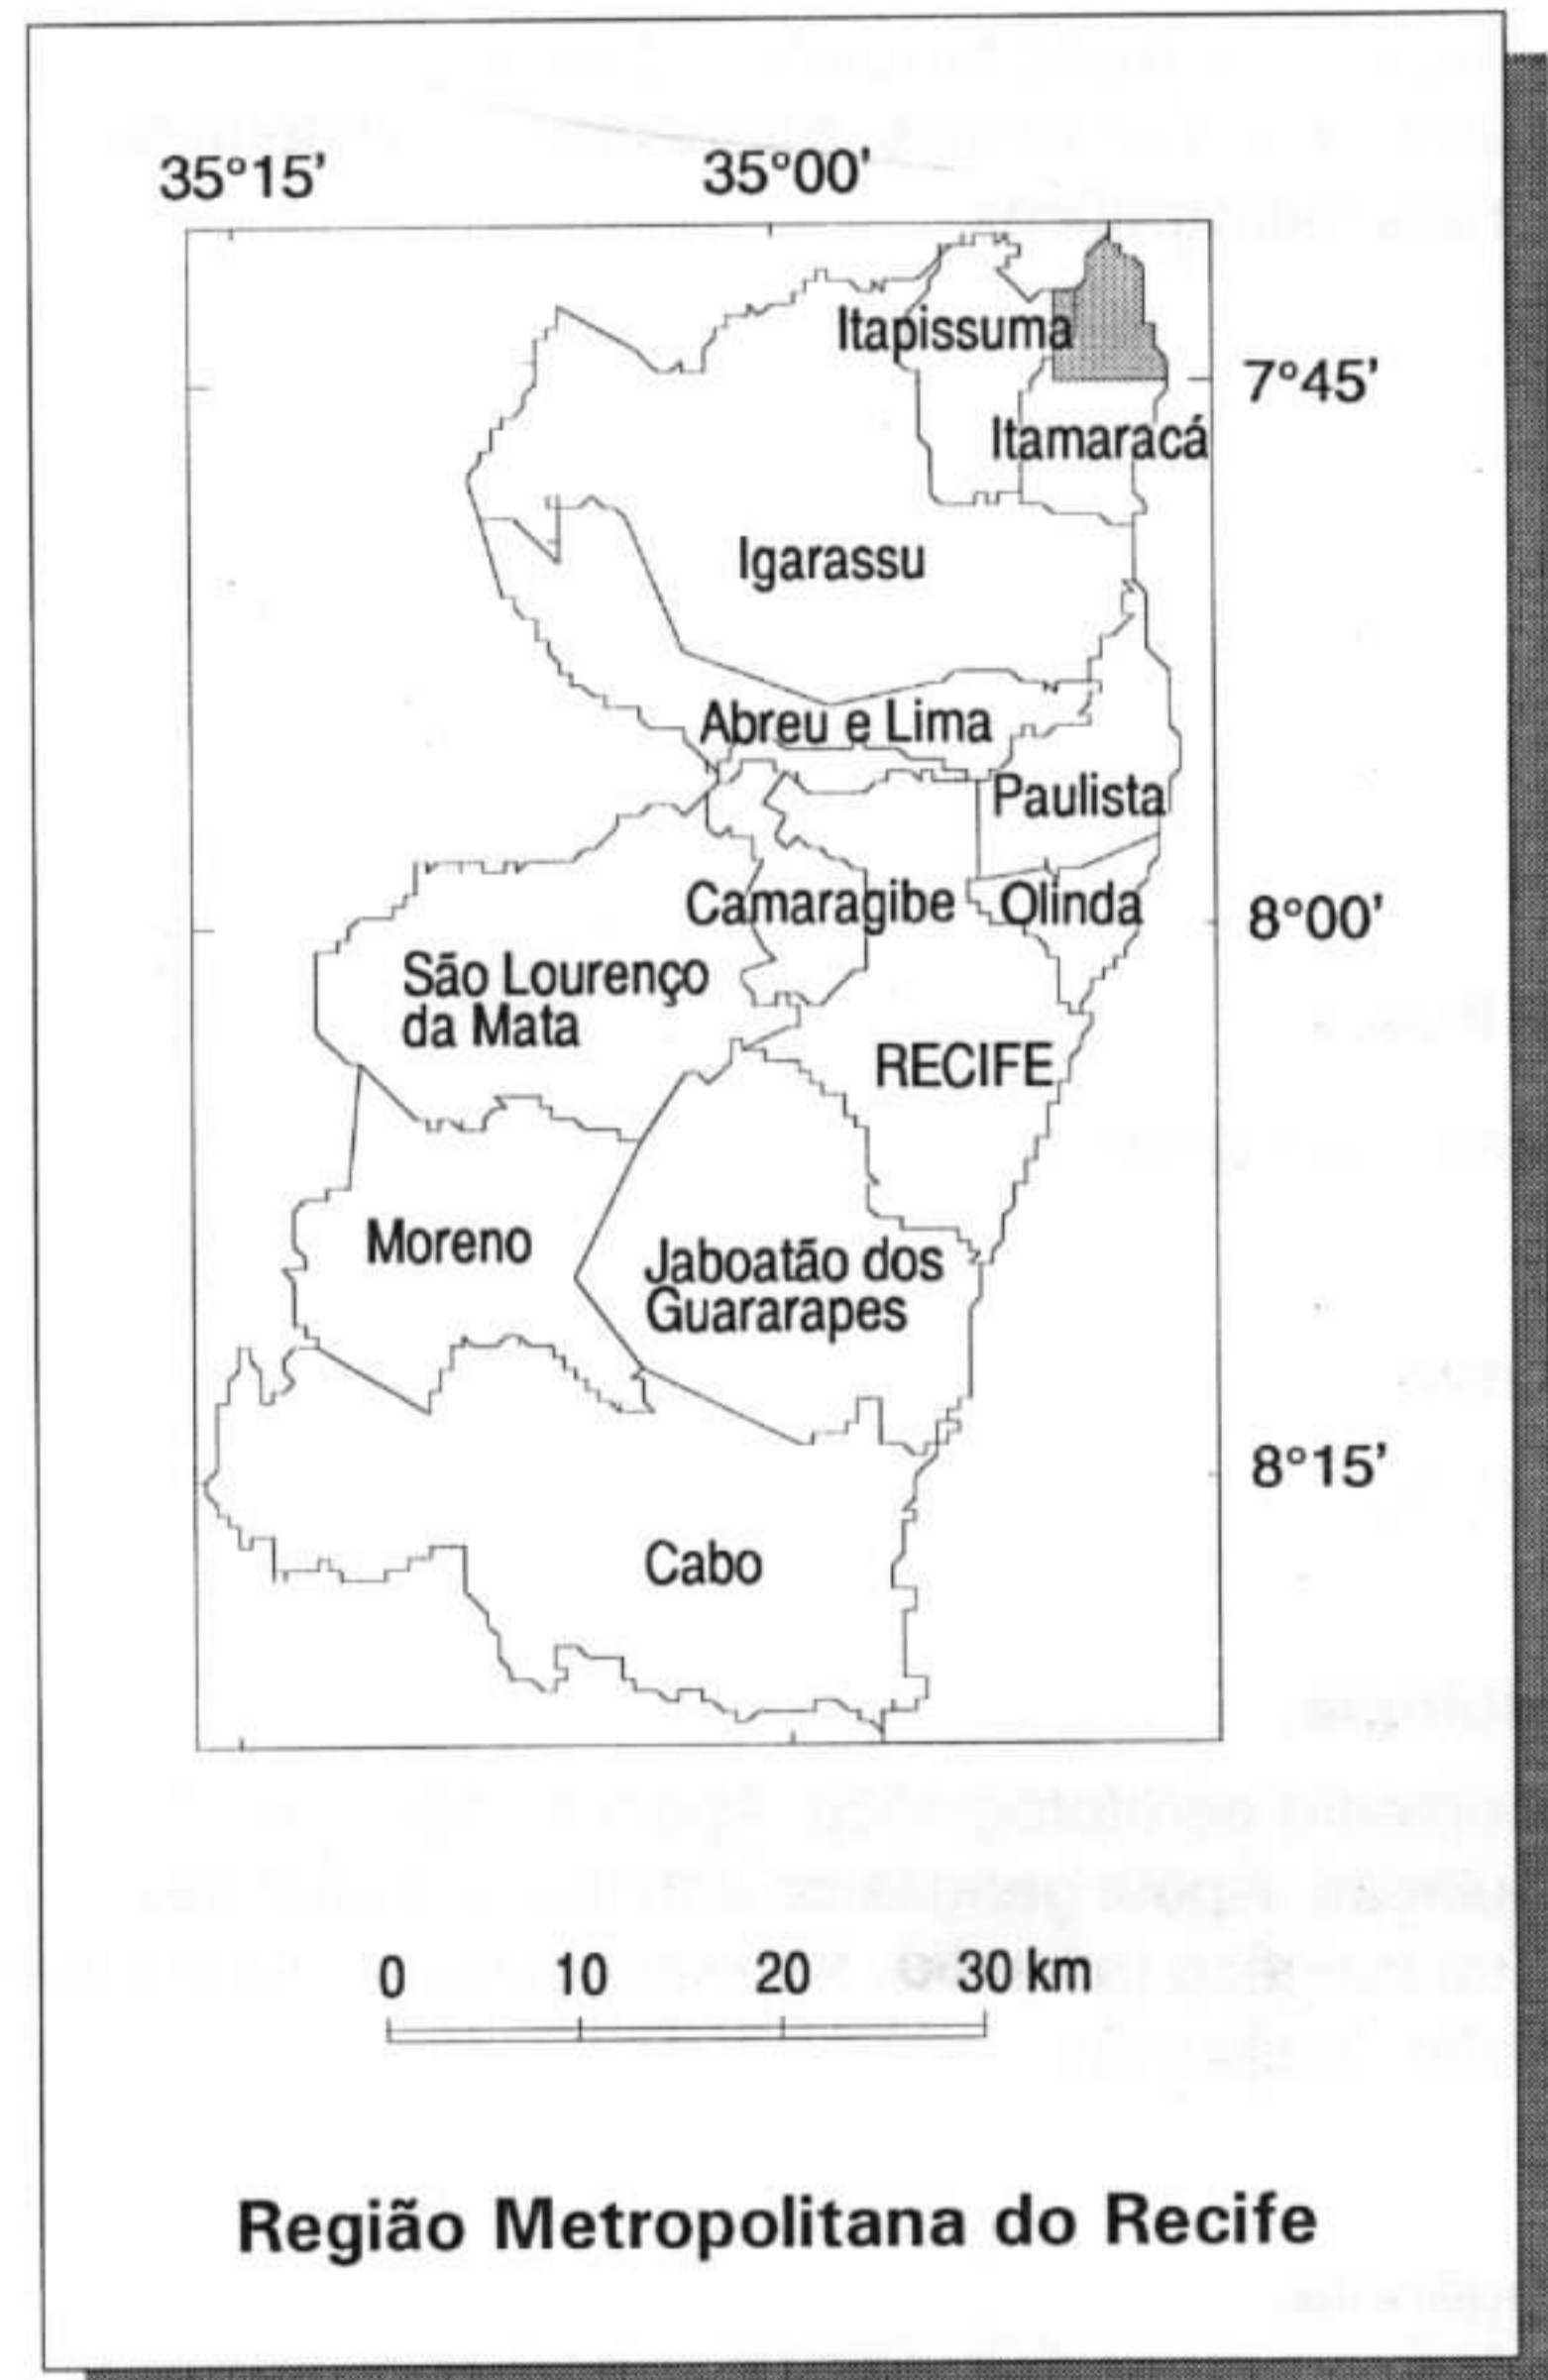 35°15'
35°00'
Itapissuma
7°45'
Itamaracá
Igarassu
Abreu e Lima
Paulista
Camaragibe
Olinda
8°00'
São Lourenço
da Mata
RECIFE
Moreno
Jaboatão dos
Guararapes
8°15'
Cabo
0 10 20 30 km
Região Metropolitana do Recife